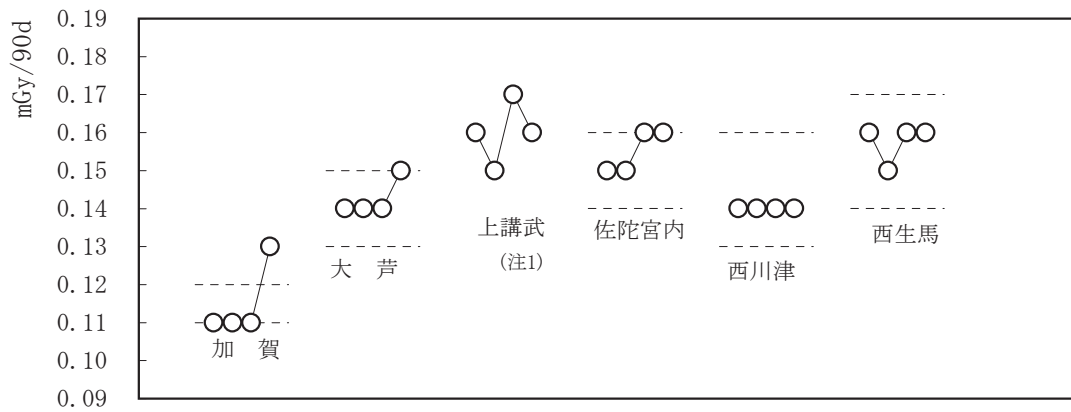 mGy/90d
0.19
0.18
0.17
0.16
0.15
0.14
0.13
0.12
0.11
0.10
0.09
加 賀
大 芦
上講武
(注1)
佐陀宮内
西川津
西生馬